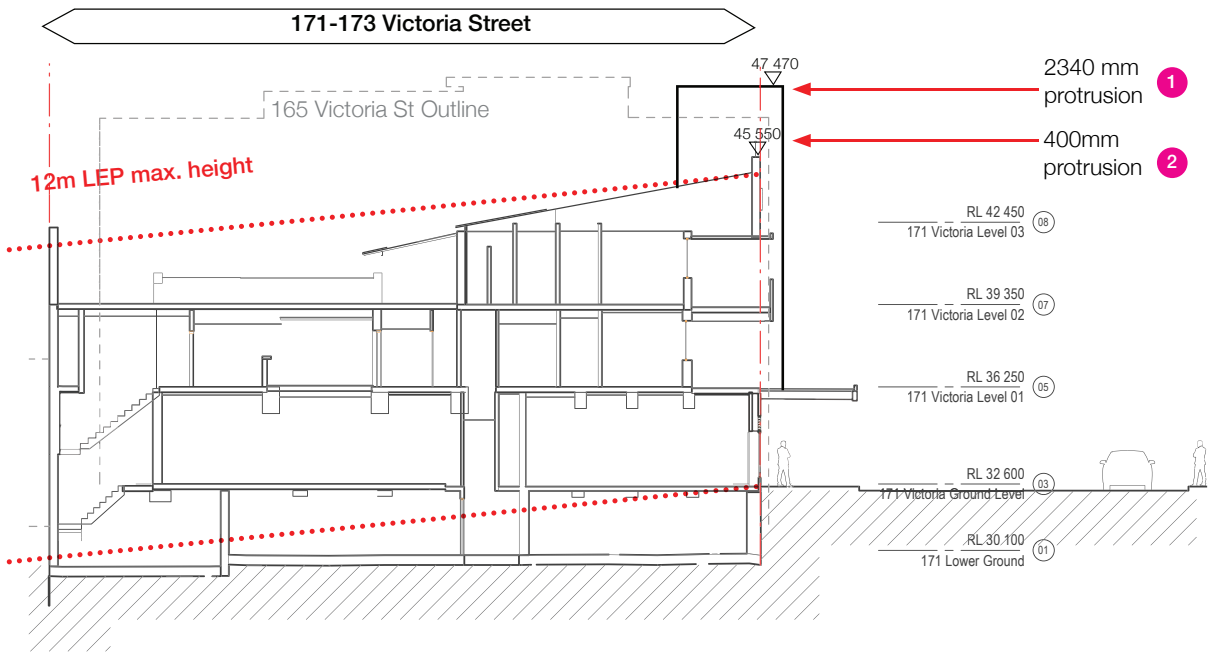 171-173 Victoria Street
47 470
2340 mm
protrusion
1
165 Victoria St Outline
45 550
400mm
protrusion
2
12m LEP max. height
RL 42 450
171 Victoria Level 03
08
RL 39 350
171 Victoria Level 02
07
RL 36 250
171 Victoria Level 01
05
RL 32 600
171 Victoria Ground Level
03
RL 30 100
171 Lower Ground
01